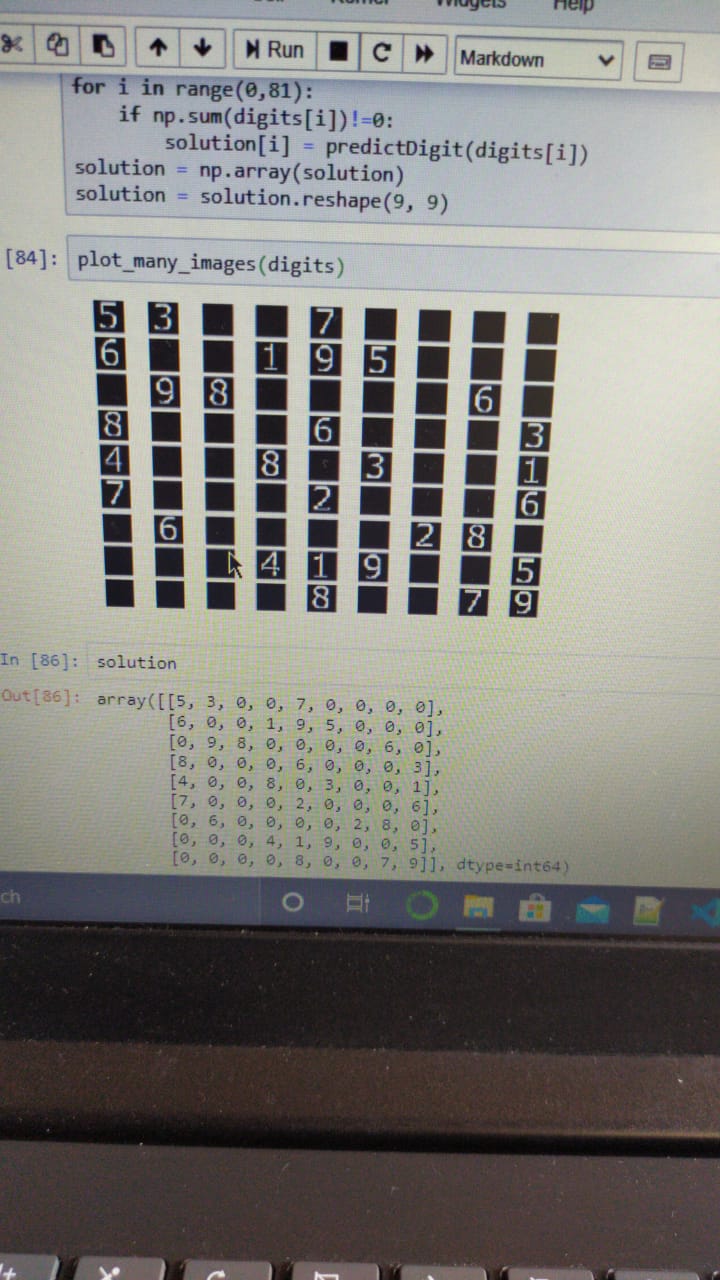 Widgets Help
Run Markdown
for i in range(0,81):
if np.sum(digits[i])!=0:
solution[i] = predictDigit(digits[i])
solution = np.array(solution)
solution = solution.reshape(9, 9)
[84]: plot_many_images(digits)
5 3 7
6 1 9 5
9 8 6
8 6 3
4 8 3 1
7 2 6
6 2 8
4 1 9 5
8 7 9
In [86]: solution
Out[86]: array([[5, 3, 0, 0, 7, 0, 0, 0, 0],
[6, 0, 0, 1, 9, 5, 0, 0, 0],
[0, 9, 8, 0, 0, 0, 0, 6, 0],
[8, 0, 0, 0, 6, 0, 0, 0, 3],
[4, 0, 0, 8, 0, 3, 0, 0, 1],
[7, 0, 0, 0, 2, 0, 0, 0, 6],
[0, 6, 0, 0, 0, 0, 2, 8, 0],
[0, 0, 0, 4, 1, 9, 0, 0, 5],
[0, 0, 0, 0, 8, 0, 0, 7, 9]], dtype=int64)
ch